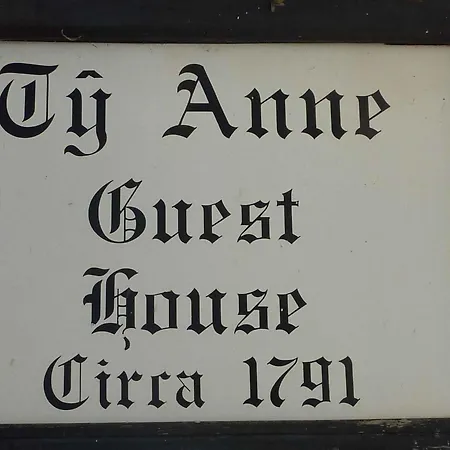 Tŷ Anne
Guest
House
Circa 1791